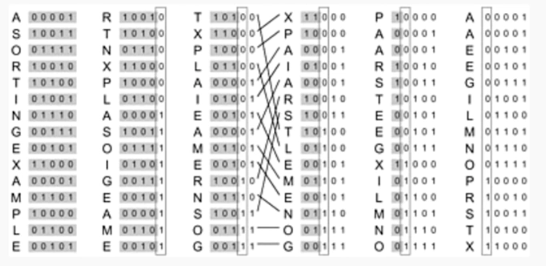 A 00001 R 10010 T 10100 X 11000 P 10000 A 00001
S 10011 T 10100 X 11000 P 10000 A 00001 A 00001
O 01111 N 01110 P 10000 A 00001 A 00001 E 00101
R 10010 X 11000 L 01100 I 01001 R 10010 E 00101
T 10100 P 10000 A 00001 A 00001 S 10011 G 00111
I 01001 L 01100 I 01001 R 10010 T 10100 I 01001
N 01110 A 00001 E 00101 S 10011 E 00101 L 01100
G 00111 S 10011 A 00001 T 10100 E 00101 M 01101
E 00101 O 01111 M 01101 L 01100 G 00111 N 01110
X 11000 I 01001 E 00101 E 00101 X 11000 O 01111
A 00001 G 00111 R 10010 M 01101 I 01001 P 10000
M 01101 E 00101 N 01110 E 00101 L 01100 R 10010
P 10000 A 00001 S 10011 N 01110 M 01101 S 10011
L 01100 M 01101 O 01111 O 01111 N 01110 T 10100
E 00101 E 00101 G 00111 G 00111 O 01111 X 11000